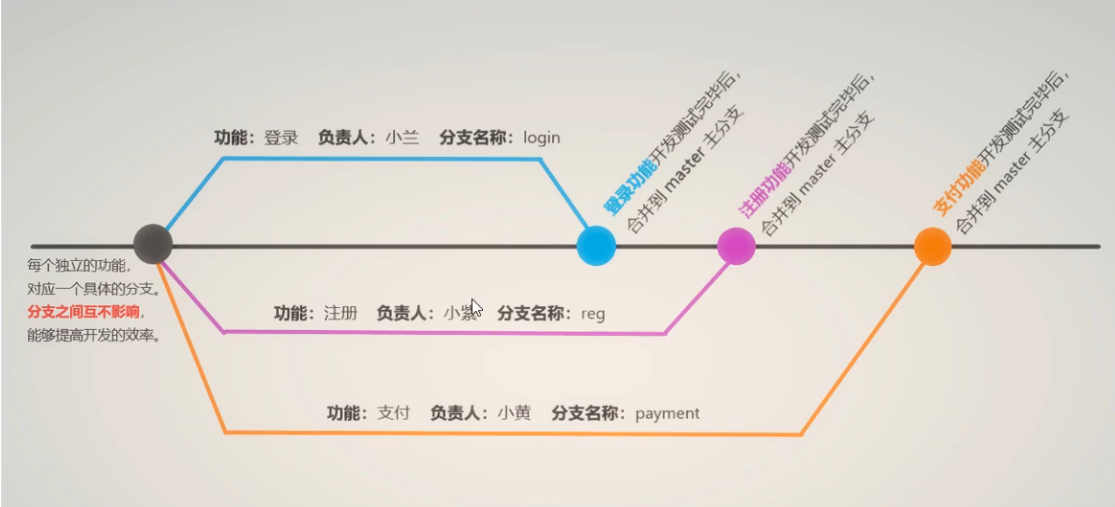 功能：登录 负责人：小兰 分支名称：login
登录功能开发测试完毕后，
合并到 master 主分支
注册功能开发测试完毕后，
合并到 master 主分支
支付功能开发测试完毕后，
合并到 master 主分支
每个独立的功能，
对应一个具体的分支。
分支之间互不影响，
能够提高开发的效率。
功能：注册 负责人：小紫 分支名称：reg
功能：支付 负责人：小黄 分支名称：payment